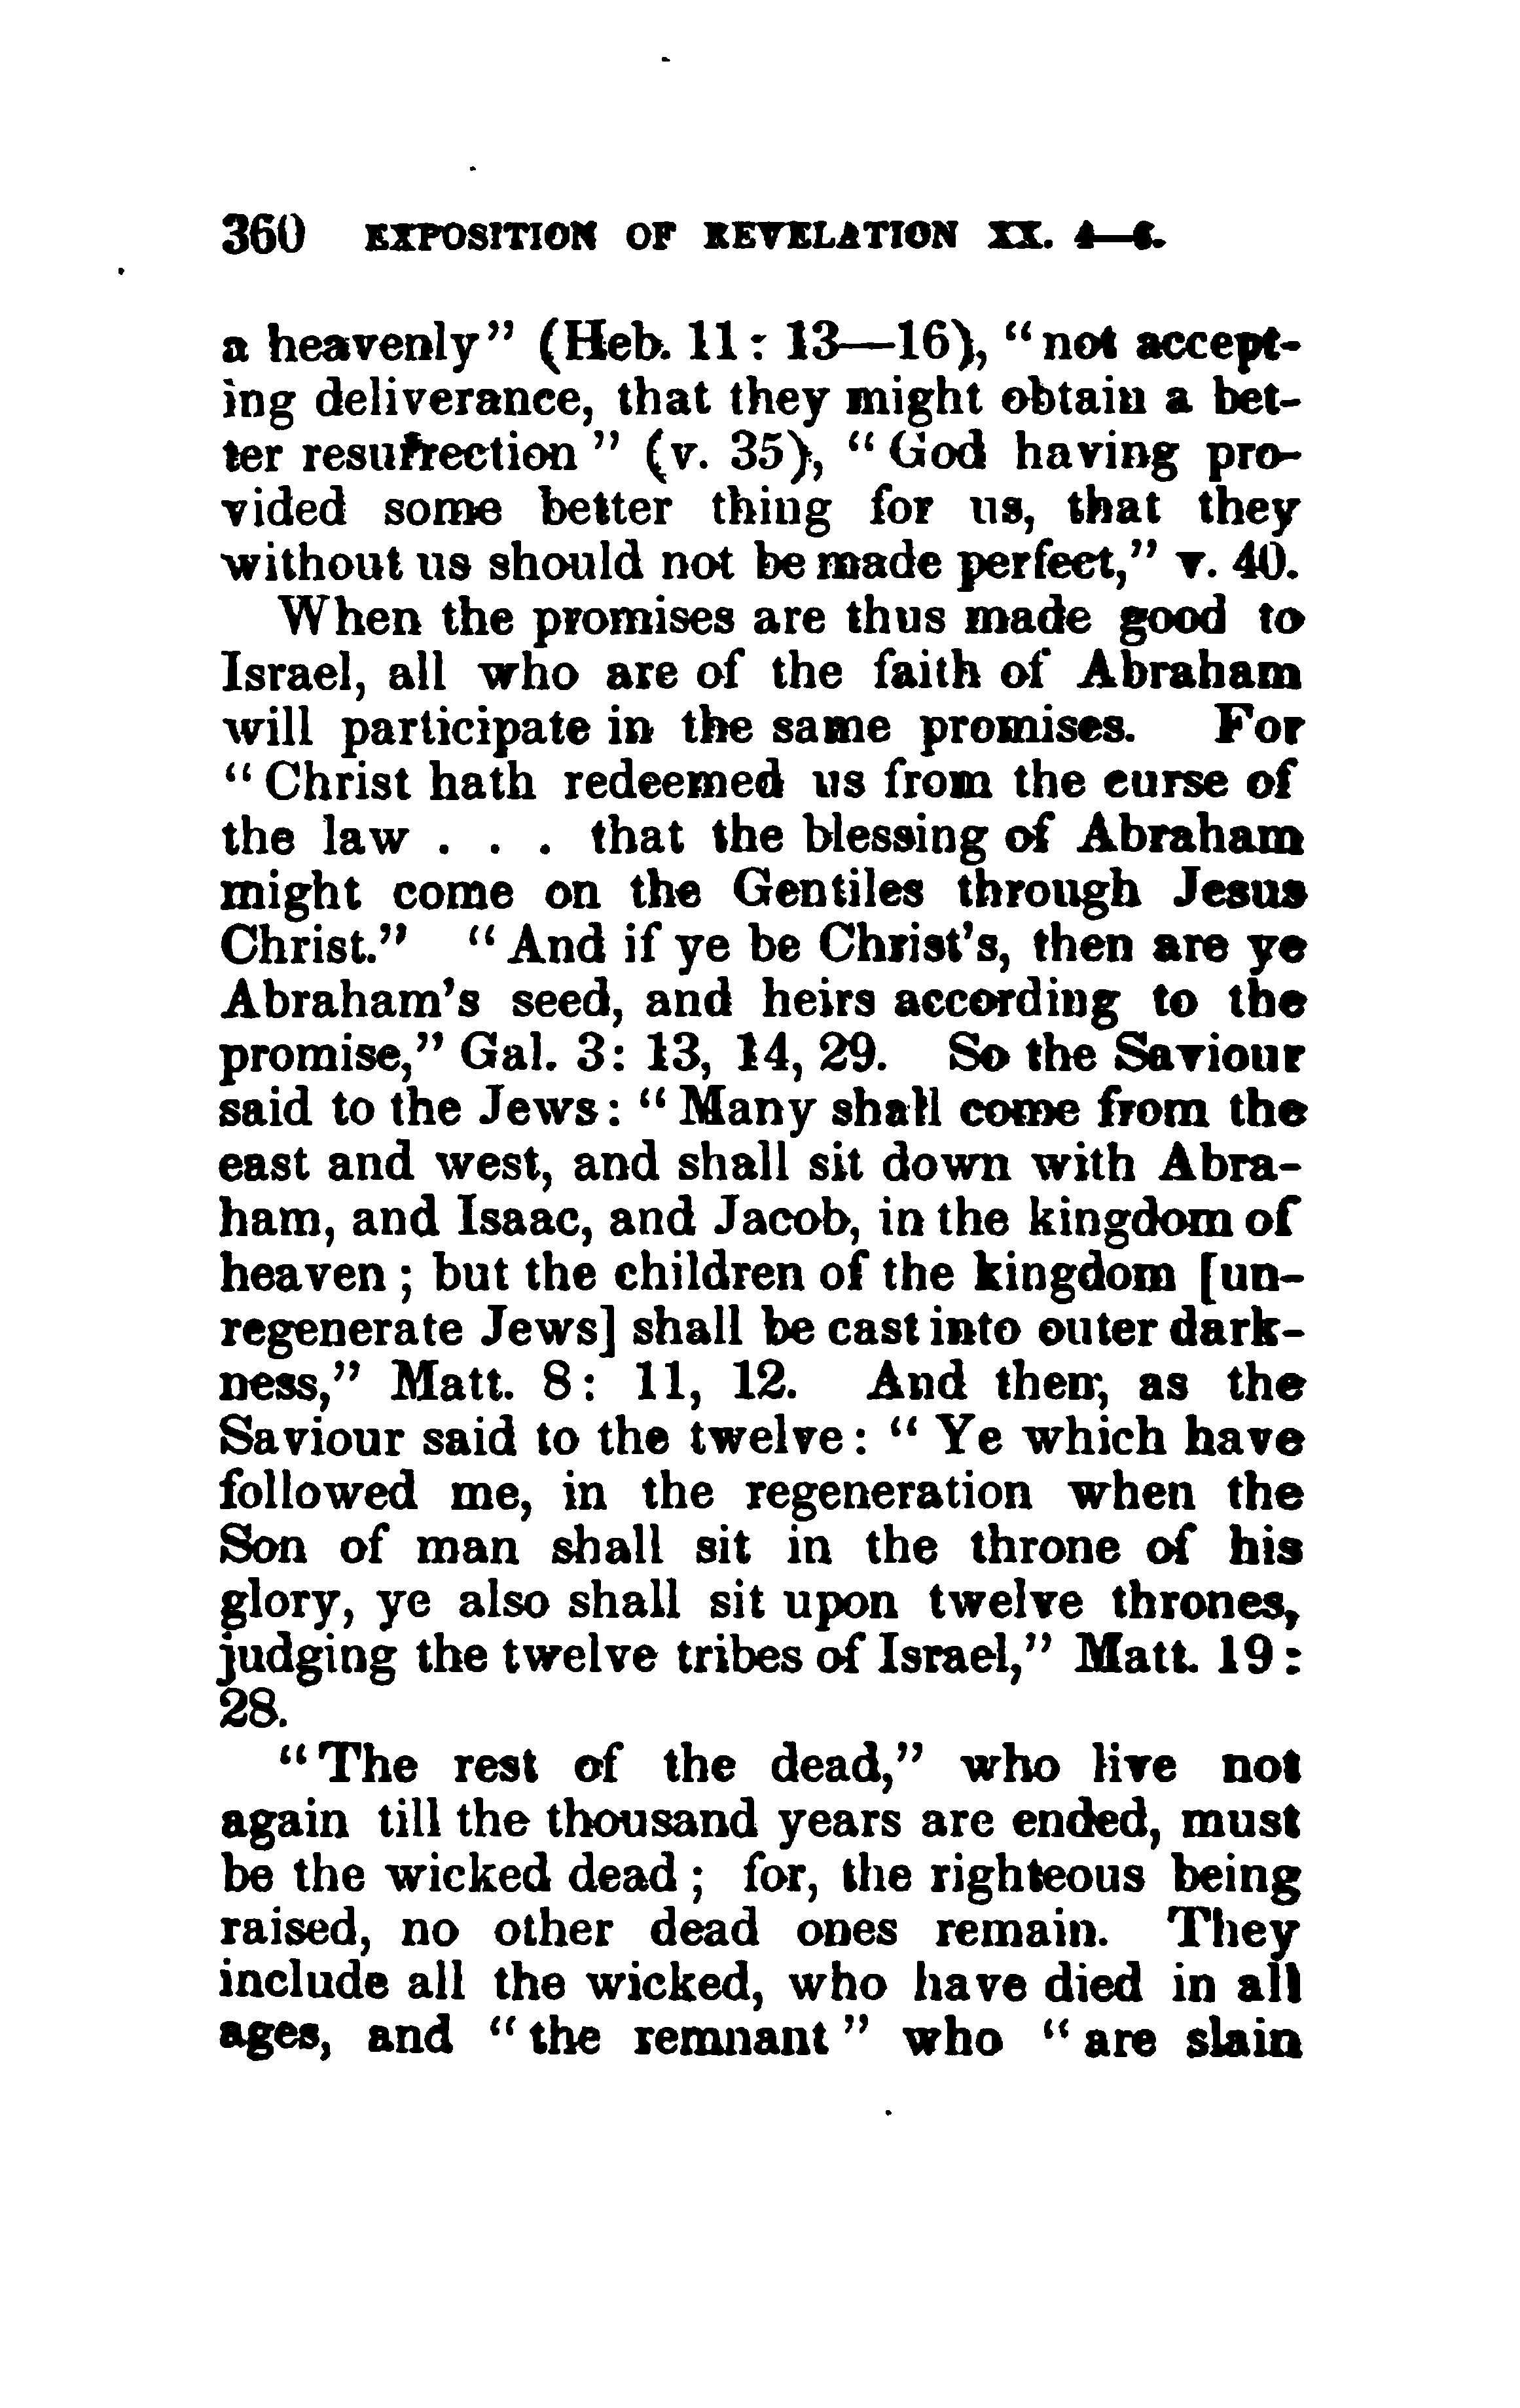 360 EXPOSITION OF REVELATION XX. 4—6.
a heavenly” (Heb. 11: 13—16), “not accept-
ing deliverance, that they might obtain a bet-
ter resurrection” (v. 35), “God having pro-
vided some better thing for us, that they
without us should not be made perfect,” v. 40.
When the promises are thus made good to
Israel, all who are of the faith of Abraham
will participate in the same promises. For
“Christ hath redeemed us from the curse of
the law . . . that the blessing of Abraham
might come on the Gentiles through Jesus
Christ.” “And if ye be Christ's, then are ye
Abraham's seed, and heirs according to the
promise,” Gal. 3: 13, 14, 29. So the Saviour
said to the Jews: “Many shall come from the
east and west, and shall sit down with Abra-
ham, and Isaac, and Jacob, in the kingdom of
heaven; but the children of the kingdom [un-
regenerate Jews] shall be cast into outer dark-
ness,” Matt. 8: 11, 12. And then, as the
Saviour said to the twelve: “Ye which have
followed me, in the regeneration when the
Son of man shall sit in the throne of his
glory, ye also shall sit upon twelve thrones,
judging the twelve tribes of Israel,” Matt. 19:
28.
“The rest of the dead,” who live not
again till the thousand years are ended, must
be the wicked dead; for, the righteous being
raised, no other dead ones remain. They
include all the wicked, who have died in all
ages, and “the remnant” who “are slain